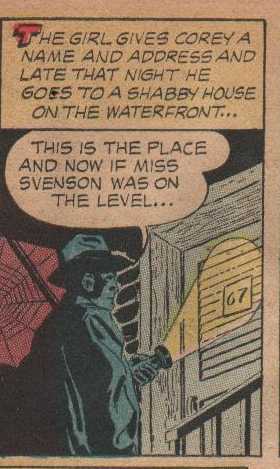 THE GIRL GIVES COREY A
NAME AND ADDRESS AND
LATE THAT NIGHT HE
GOES TO A SHABBY HOUSE
ON THE WATERFRONT...
THIS IS THE PLACE
AND NOW IF MISS
SVENSON WAS ON
THE LEVEL...
67